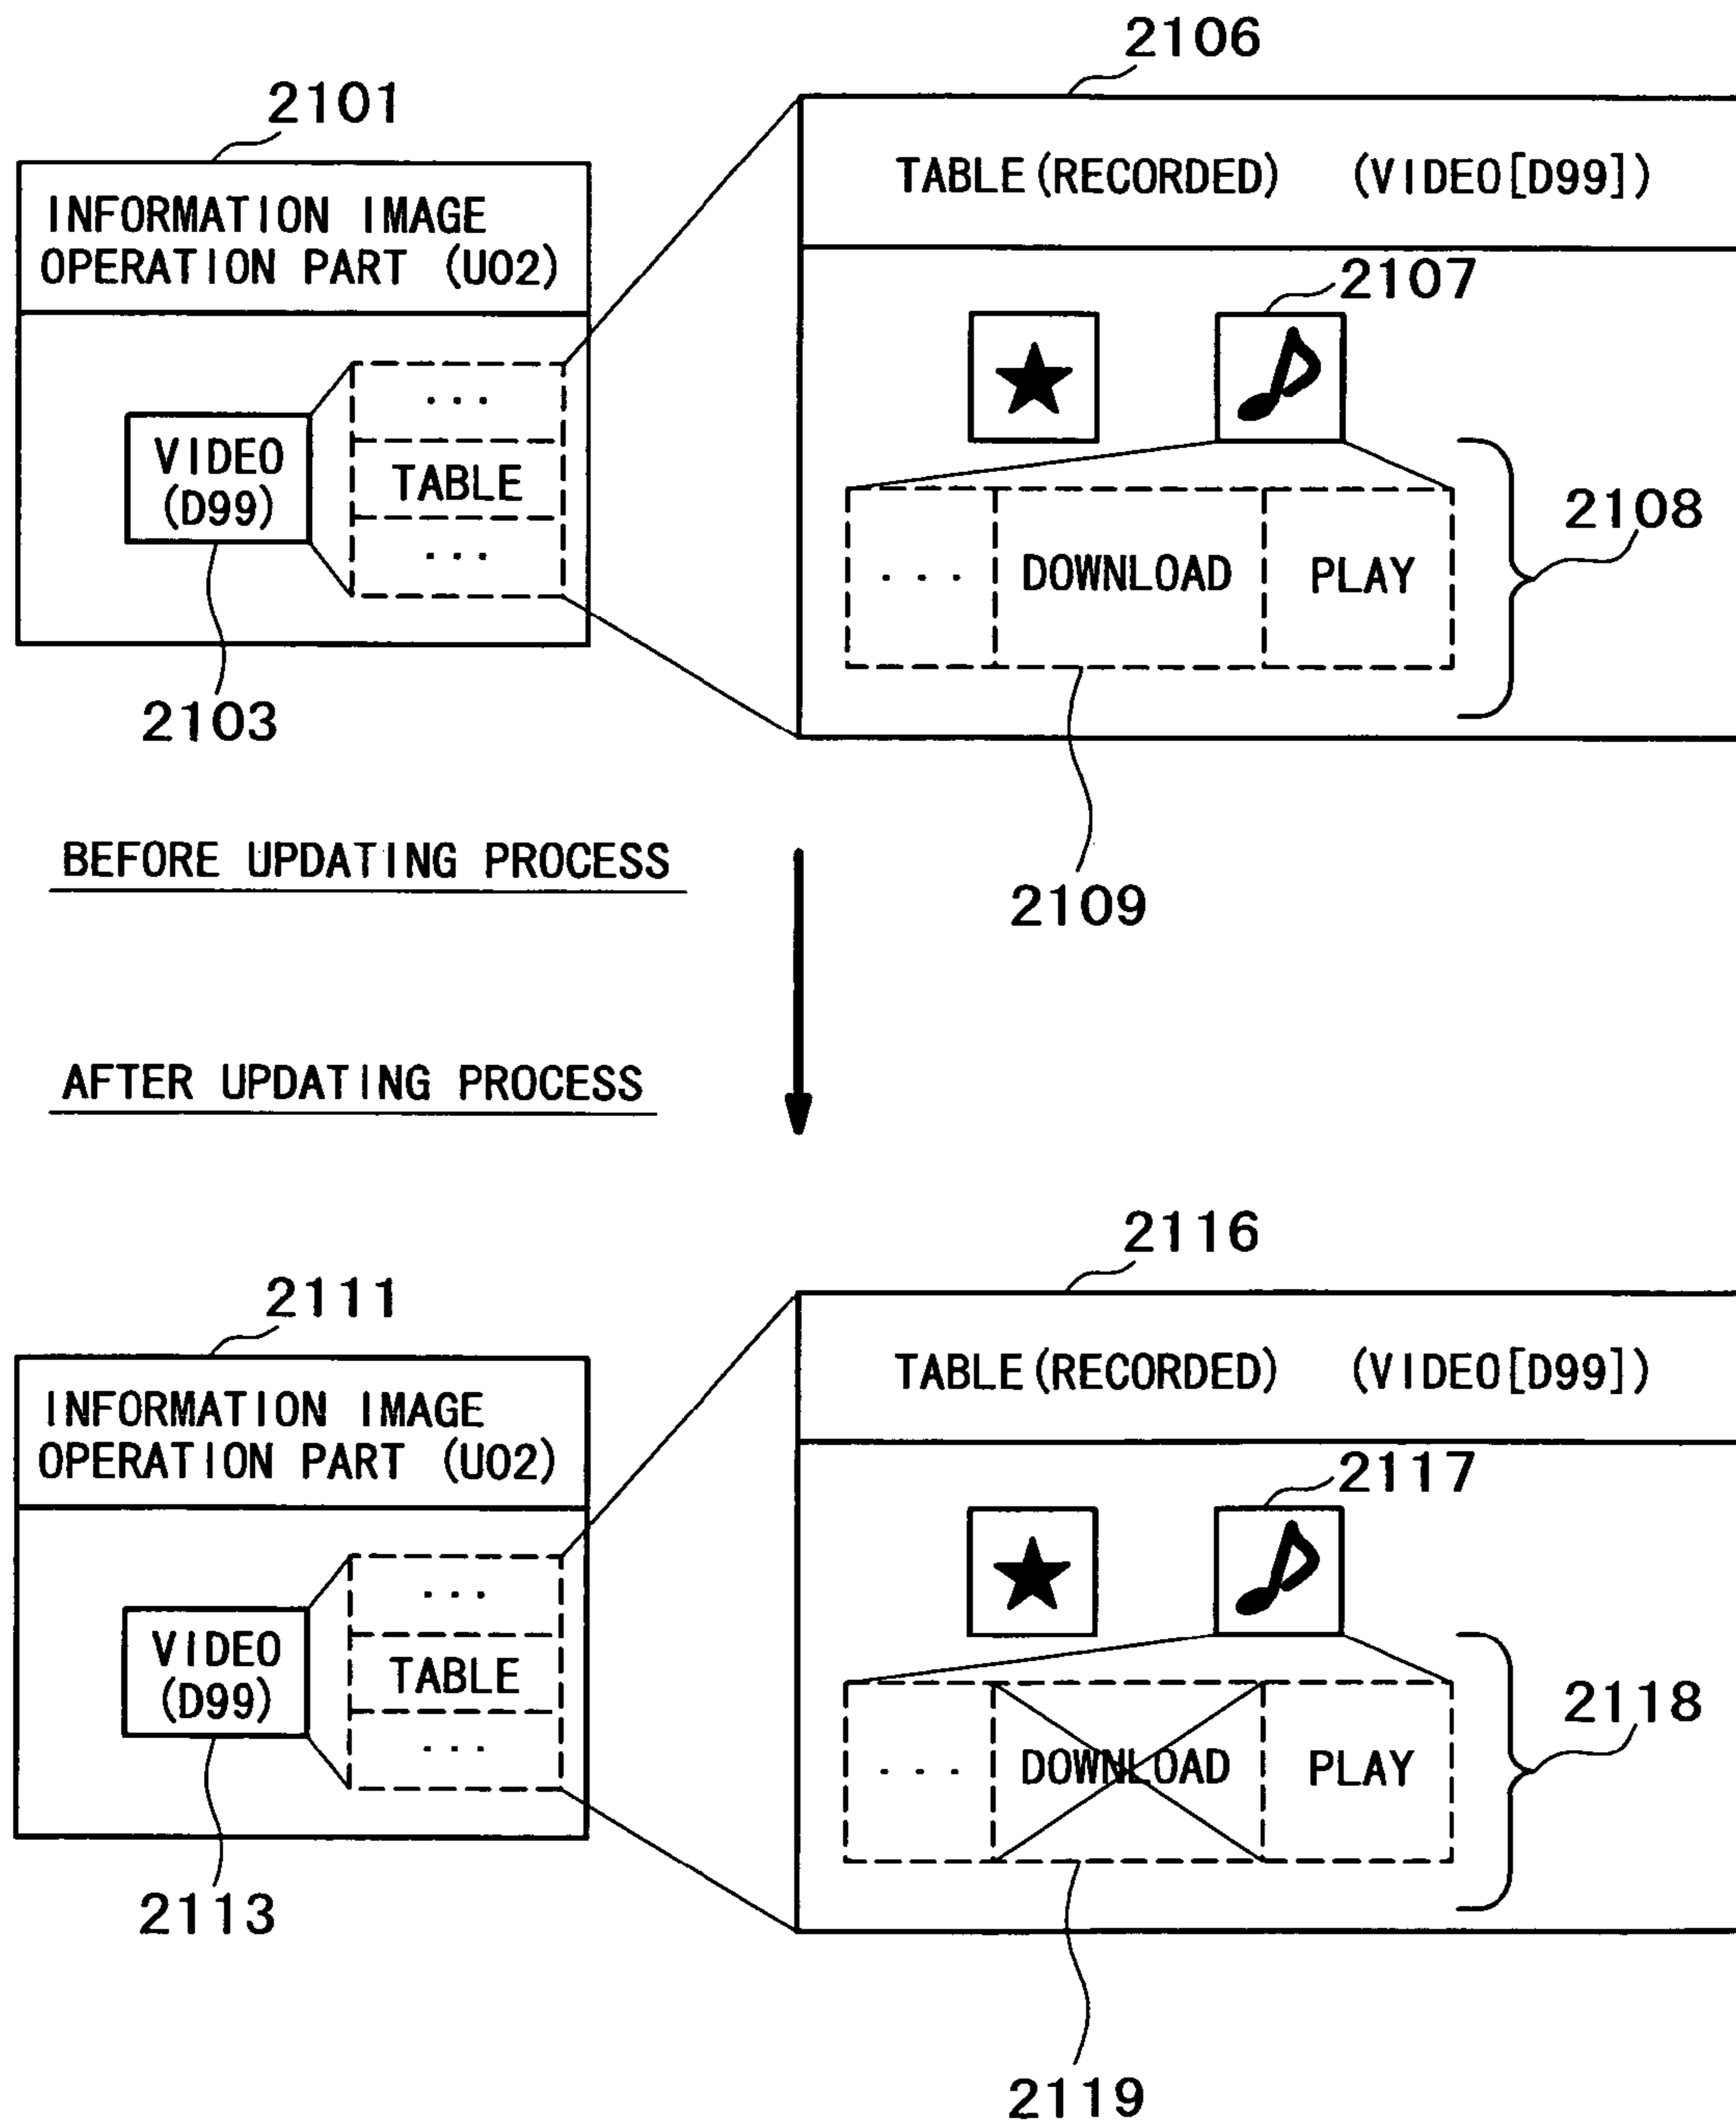 2106
2101
TABLE(RECORDED) (VIDEO[D99])
INFORMATION IMAGE
OPERATION PART (U02)
2107
. . .
VIDEO
(D99)
TABLE
. . .
2108
. . . DOWNLOAD PLAY
2103
2109
BEFORE UPDATING PROCESS
AFTER UPDATING PROCESS
2116
2111
TABLE(RECORDED) (VIDEO[D99])
INFORMATION IMAGE
OPERATION PART (U02)
2117
. . .
VIDEO
(D99)
TABLE
. . .
2118
. . . DOWNLOAD PLAY
2113
2119